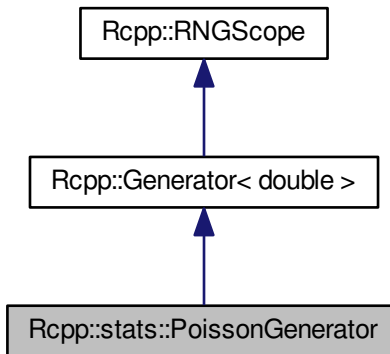 Rcpp::RNGScope
Rcpp::Generator< double >
Rcpp::stats::PoissonGenerator